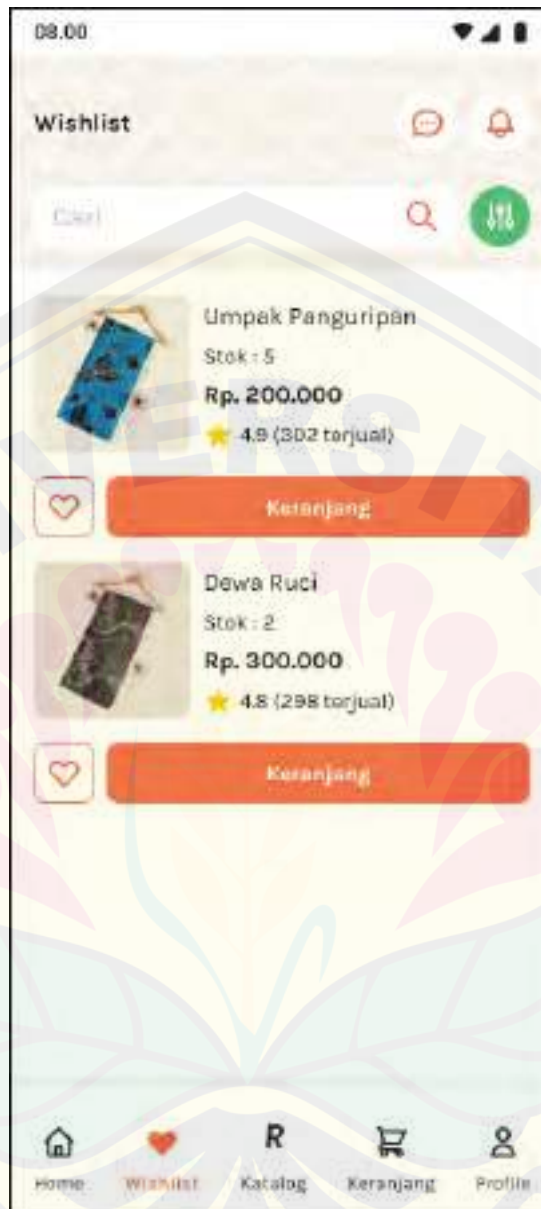 08.00
Wishlist
Cari
Umpak Panguripan
Stok : 5
Rp. 200.000
4.9 (302 terjual)
Keranjang
Dewa Ruci
Stok : 2
Rp. 300.000
4.8 (298 terjual)
Keranjang
R
Home Wishlist Katalog Keranjang Profile